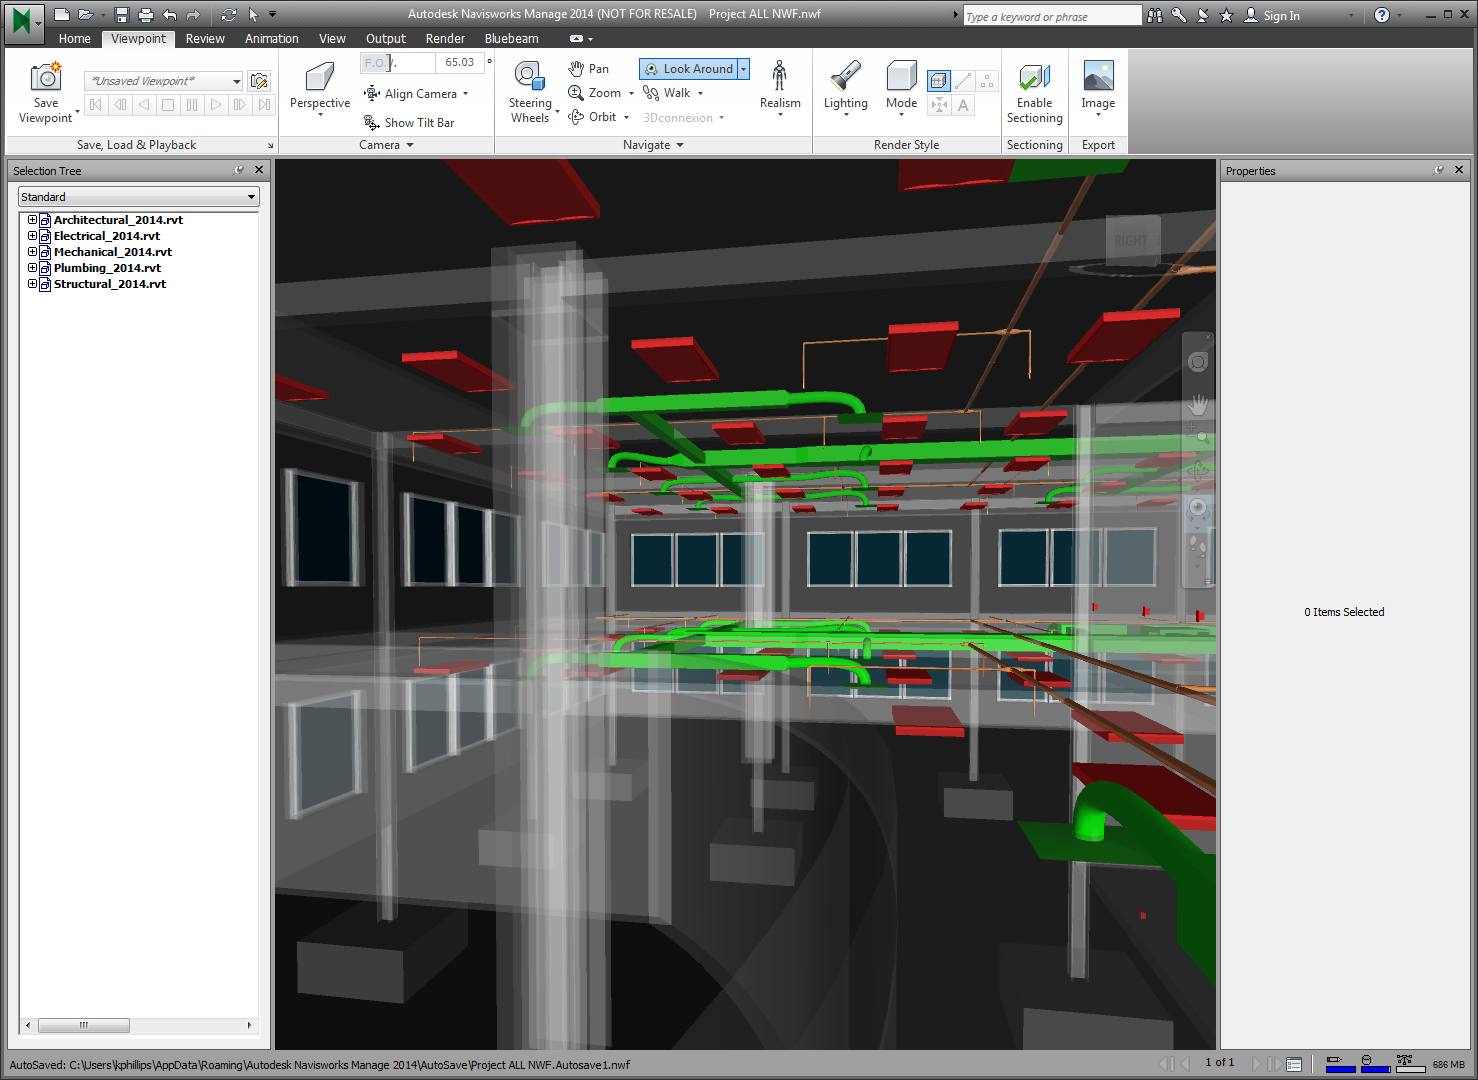 Autodesk Navisworks Manage 2014 (NOT FOR RESALE) Project ALL NWF.nwf
Type a keyword or phrase
Sign In
Home Viewpoint Review Animation View Output Render Bluebeam
Save Viewpoint
*Unsaved Viewpoint*
Save, Load & Playback
Perspective
F.O.V. 65.03 °
Align Camera
Show Tilt Bar
Camera
Steering Wheels
Pan
Zoom
Orbit
Look Around
Walk
3Dconnexion
Realism
Navigate
Lighting
Mode
A
Render Style
Enable Sectioning
Sectioning
Image
Export
Selection Tree
Standard
Architectural_2014.rvt
Electrical_2014.rvt
Mechanical_2014.rvt
Plumbing_2014.rvt
Structural_2014.rvt
RIGHT
Properties
0 Items Selected
AutoSaved: C:\Users\kphillips\AppData\Roaming\Autodesk Navisworks Manage 2014\AutoSave\Project ALL NWF.Autosave1.nwf
1 of 1
686 MB